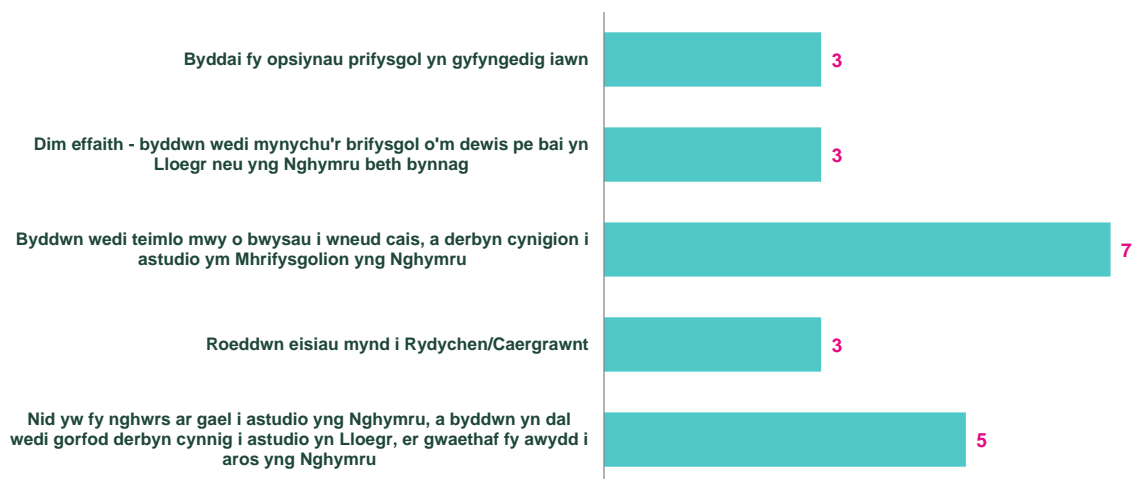 Byddai fy opsiynau prifysgol yn gyfyngedig iawn
3
Dim effaith - byddwn wedi mynychu'r brifysgol o'm dewis pe bai yn
Lloegr neu yng Nghymru beth bynnag
3
Byddwn wedi teimlo mwy o bwysau i wneud cais, a derbyn cynigion i
astudio ym Mhrifysgolion yng Nghymru
7
Roeddwn eisiau mynd i Rydychen/Caergrawnt
3
Nid yw fy nghwrs ar gael i astudio yng Nghymru, a byddwn yn dal
wedi gorfod derbyn cynnig i astudio yn Lloegr, er gwaethaf fy awydd i
aros yng Nghymru
5